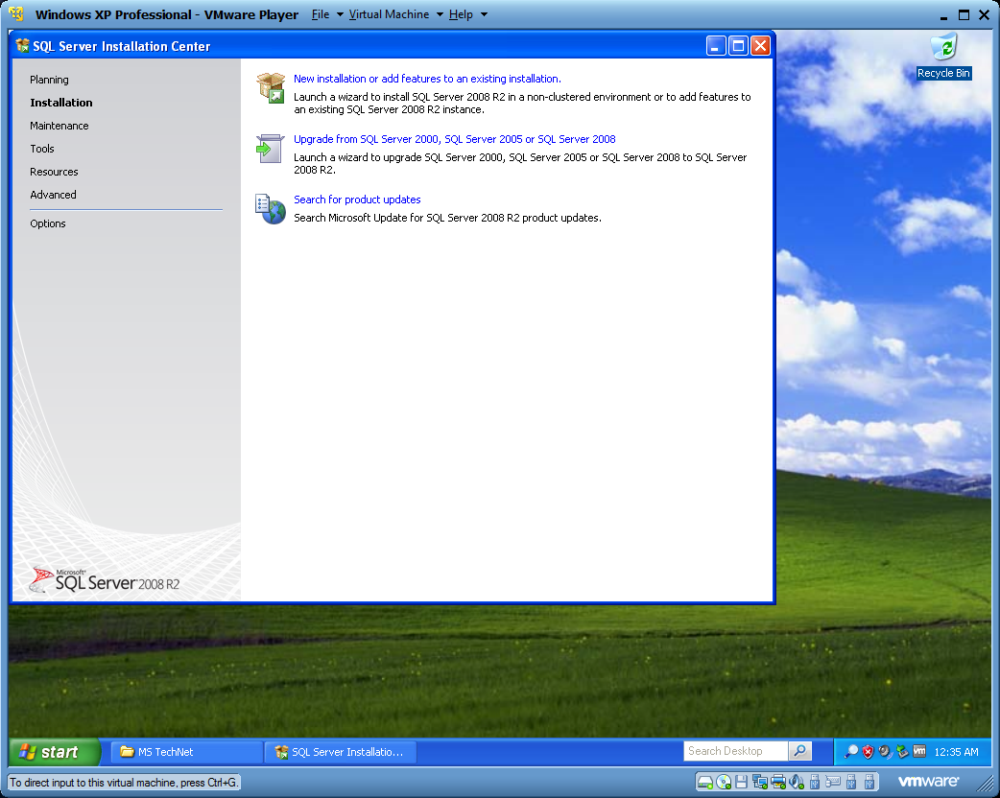 Windows XP Professional - VMware Player File Virtual Machine Help
SQL Server Installation Center
Recycle Bin
Planning
Installation
Maintenance
Tools
Resources
Advanced
Options
New installation or add features to an existing installation.
Launch a wizard to install SQL Server 2008 R2 in a non-clustered environment or to add features to
an existing SQL Server 2008 R2 instance.
Upgrade from SQL Server 2000, SQL Server 2005 or SQL Server 2008
Launch a wizard to upgrade SQL Server 2000, SQL Server 2005 or SQL Server 2008 to SQL Server
2008 R2.
Search for product updates
Search Microsoft Update for SQL Server 2008 R2 product updates.
Microsoft®
SQL Server® 2008 R2
start MS TechNet SQL Server Installatio... Search Desktop vm 12:35 AM
To direct input to this virtual machine, press Ctrl+G. vmware®